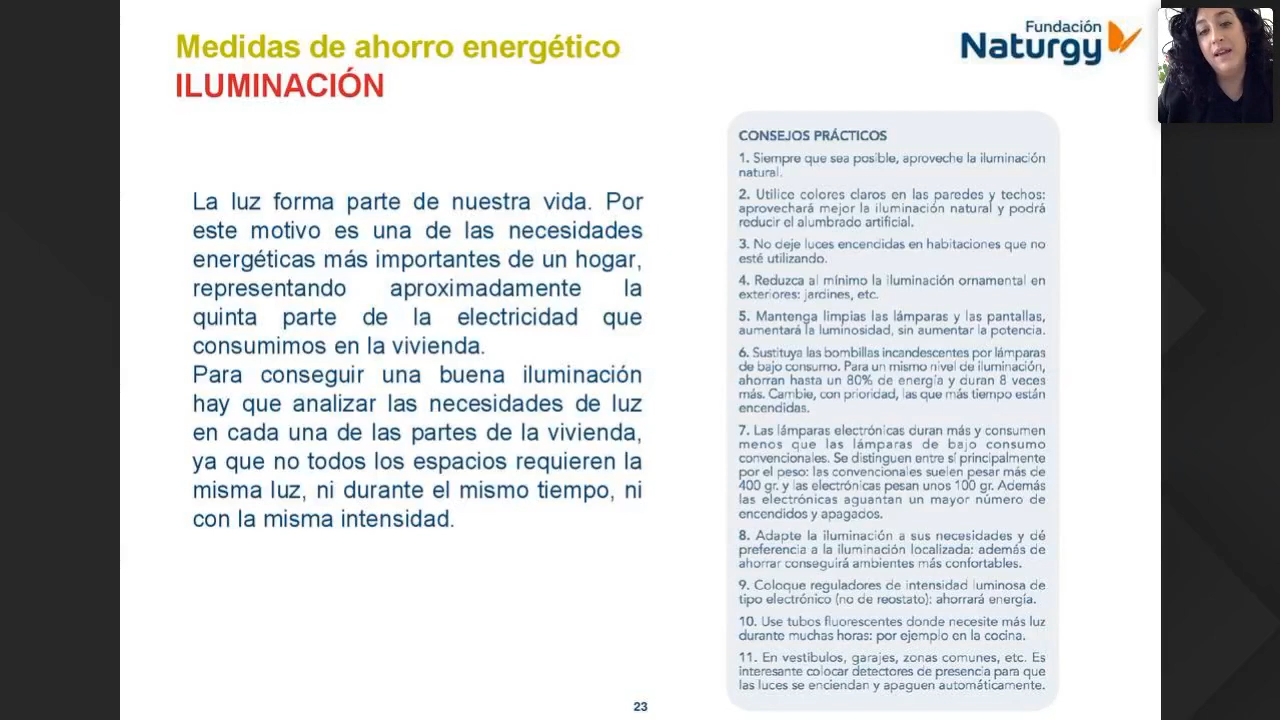 Medidas de ahorro energético
ILUMINACIÓN
Fundación
Naturgy
La luz forma parte de nuestra vida. Por
este motivo es una de las necesidades
energéticas más importantes de un hogar,
representando aproximadamente la
quinta parte de la electricidad que
consumimos en la vivienda.
Para conseguir una buena iluminación
hay que analizar las necesidades de luz
en cada una de las partes de la vivienda,
ya que no todos los espacios requieren la
misma luz, ni durante el mismo tiempo, ni
con la misma intensidad.
CONSEJOS PRÁCTICOS
1. Siempre que sea posible, aproveche la iluminación
natural.
2. Utilice colores claros en las paredes y techos:
aprovechará mejor la iluminación natural y podrá
reducir el alumbrado artificial.
3. No deje luces encendidas en habitaciones que no
esté utilizando.
4. Reduzca al mínimo la iluminación ornamental en
exteriores: jardines, etc.
5. Mantenga limpias las lámparas y las pantallas,
aumentará la luminosidad, sin aumentar la potencia.
6. Sustituya las bombillas incandescentes por lámparas
de bajo consumo. Para un mismo nivel de iluminación,
ahorran hasta un 80% de energía y duran 8 veces
más. Cambie, con prioridad, las que más tiempo están
encendidas.
7. Las lámparas electrónicas duran más y consumen
menos que las lámparas de bajo consumo
convencionales. Se distinguen entre sí principalmente
por el peso: las convencionales suelen pesar más de
400 gr. y las electrónicas pesan unos 100 gr. Además
las electrónicas aguantan un mayor número de
encendidos y apagados.
8. Adapte la iluminación a sus necesidades y dé
preferencia a la iluminación localizada: además de
ahorrar conseguirá ambientes más confortables.
9. Coloque reguladores de intensidad luminosa de
tipo electrónico (no de reostato): ahorrará energía.
10. Use tubos fluorescentes donde necesite más luz
durante muchas horas: por ejemplo en la cocina.
11. En vestíbulos, garajes, zonas comunes, etc. Es
interesante colocar detectores de presencia para que
las luces se enciendan y apaguen automáticamente.
23